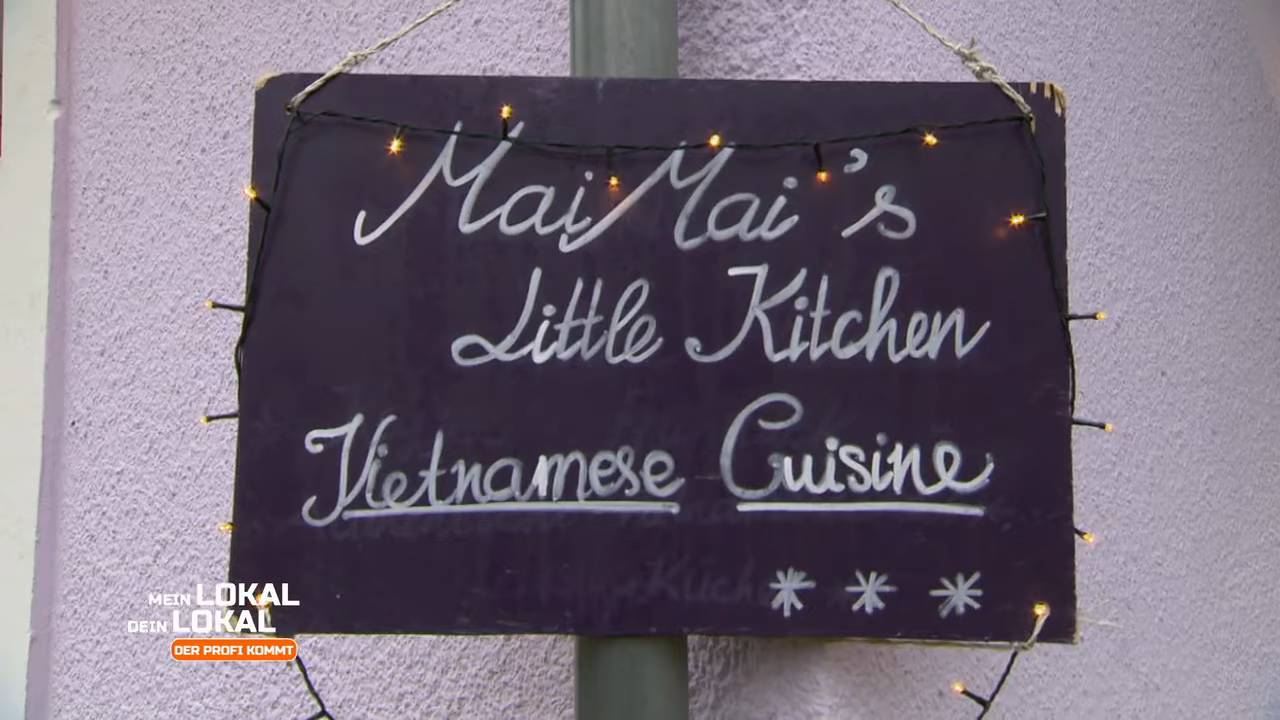 MaiMai's
Little Kitchen
Vietnamese Cuisine
* * *
MEIN LOKAL
DEIN LOKAL
DER PROFI KOMMT